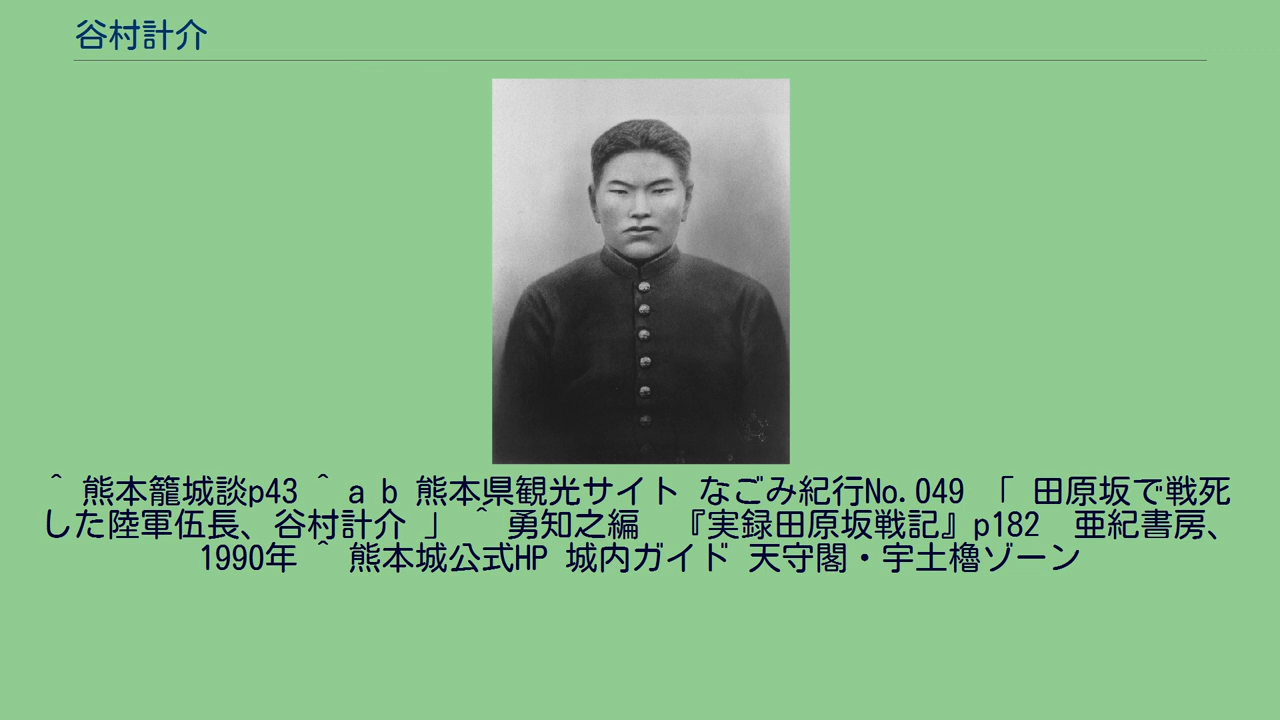 谷村計介
^ 熊本籠城談p43 ^ a b 熊本県観光サイト なごみ紀行No.049 「 田原坂で戦死
した陸軍伍長、谷村計介 」 ^ 勇知之編 『実録田原坂戦記』p182 亜紀書房、
1990年 ^ 熊本城公式HP 城内ガイド 天守閣・宇土櫓ゾーン